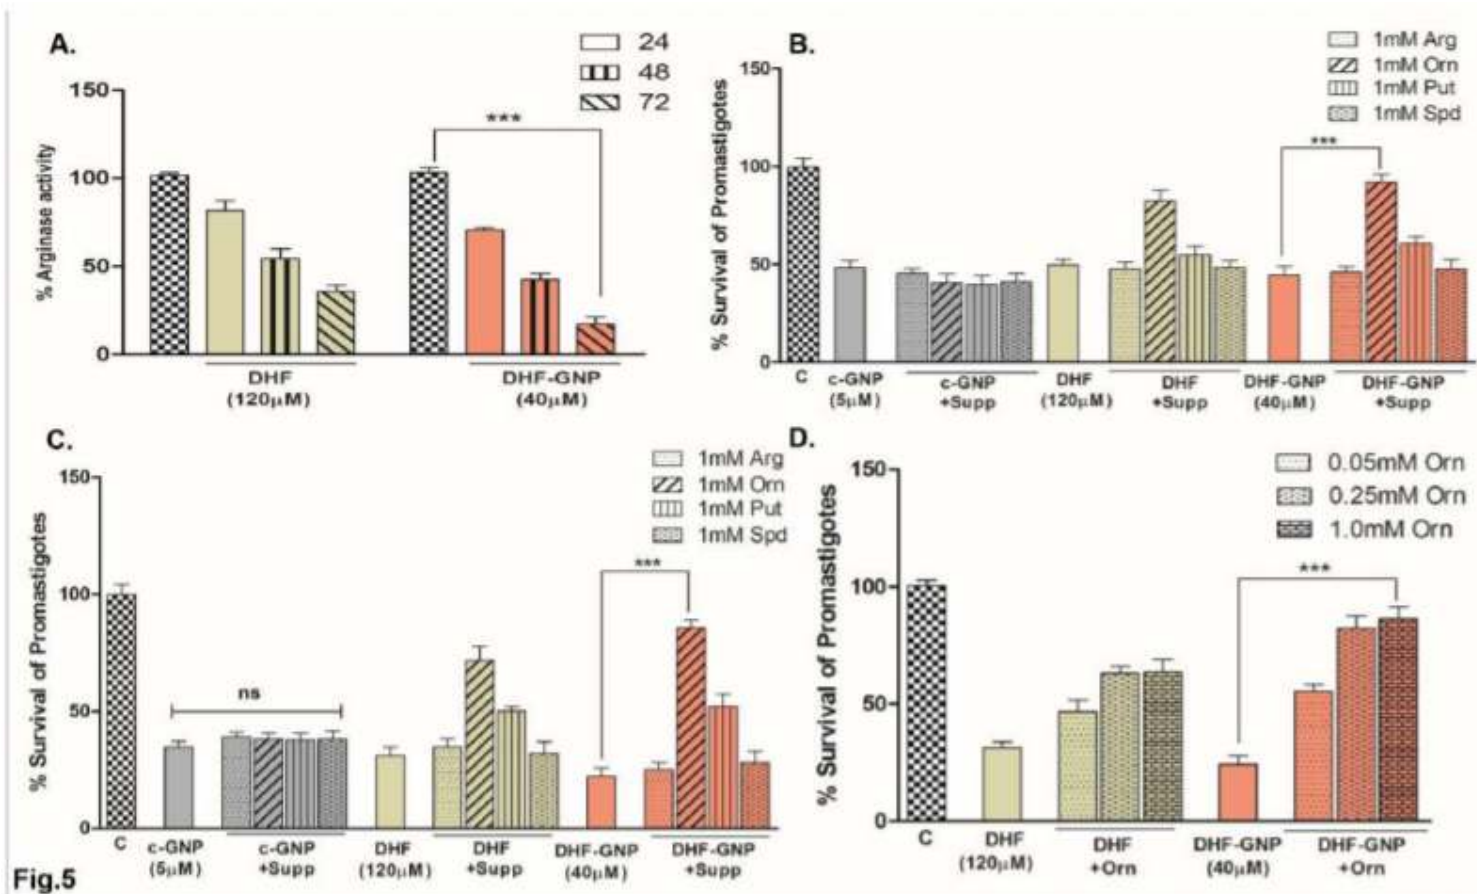 A.
24
48
72
***
150
100
50
0
% Arginase activity
DHF
(120µM)
DHF-GNP
(40µM)
B.
1mM Arg
1mM Orn
1mM Put
1mM Spd
***
150
100
50
0
% Survival of Promastigotes
C
c-GNP
(5µM)
c-GNP
+Supp
DHF
(120µM)
DHF
+Supp
DHF-GNP
(40µM)
DHF-GNP
+Supp
C.
1mM Arg
1mM Orn
1mM Put
1mM Spd
***
ns
150
100
50
0
% Survival of Promastigotes
C
c-GNP
(5µM)
c-GNP
+Supp
DHF
(120µM)
DHF
+Supp
DHF-GNP
(40µM)
DHF-GNP
+Supp
D.
0.05mM Orn
0.25mM Orn
1.0mM Orn
***
150
100
50
0
% Survival of Promastigotes
C
DHF
(120µM)
DHF
+Orn
DHF-GNP
(40µM)
DHF-GNP
+Orn
Fig.5